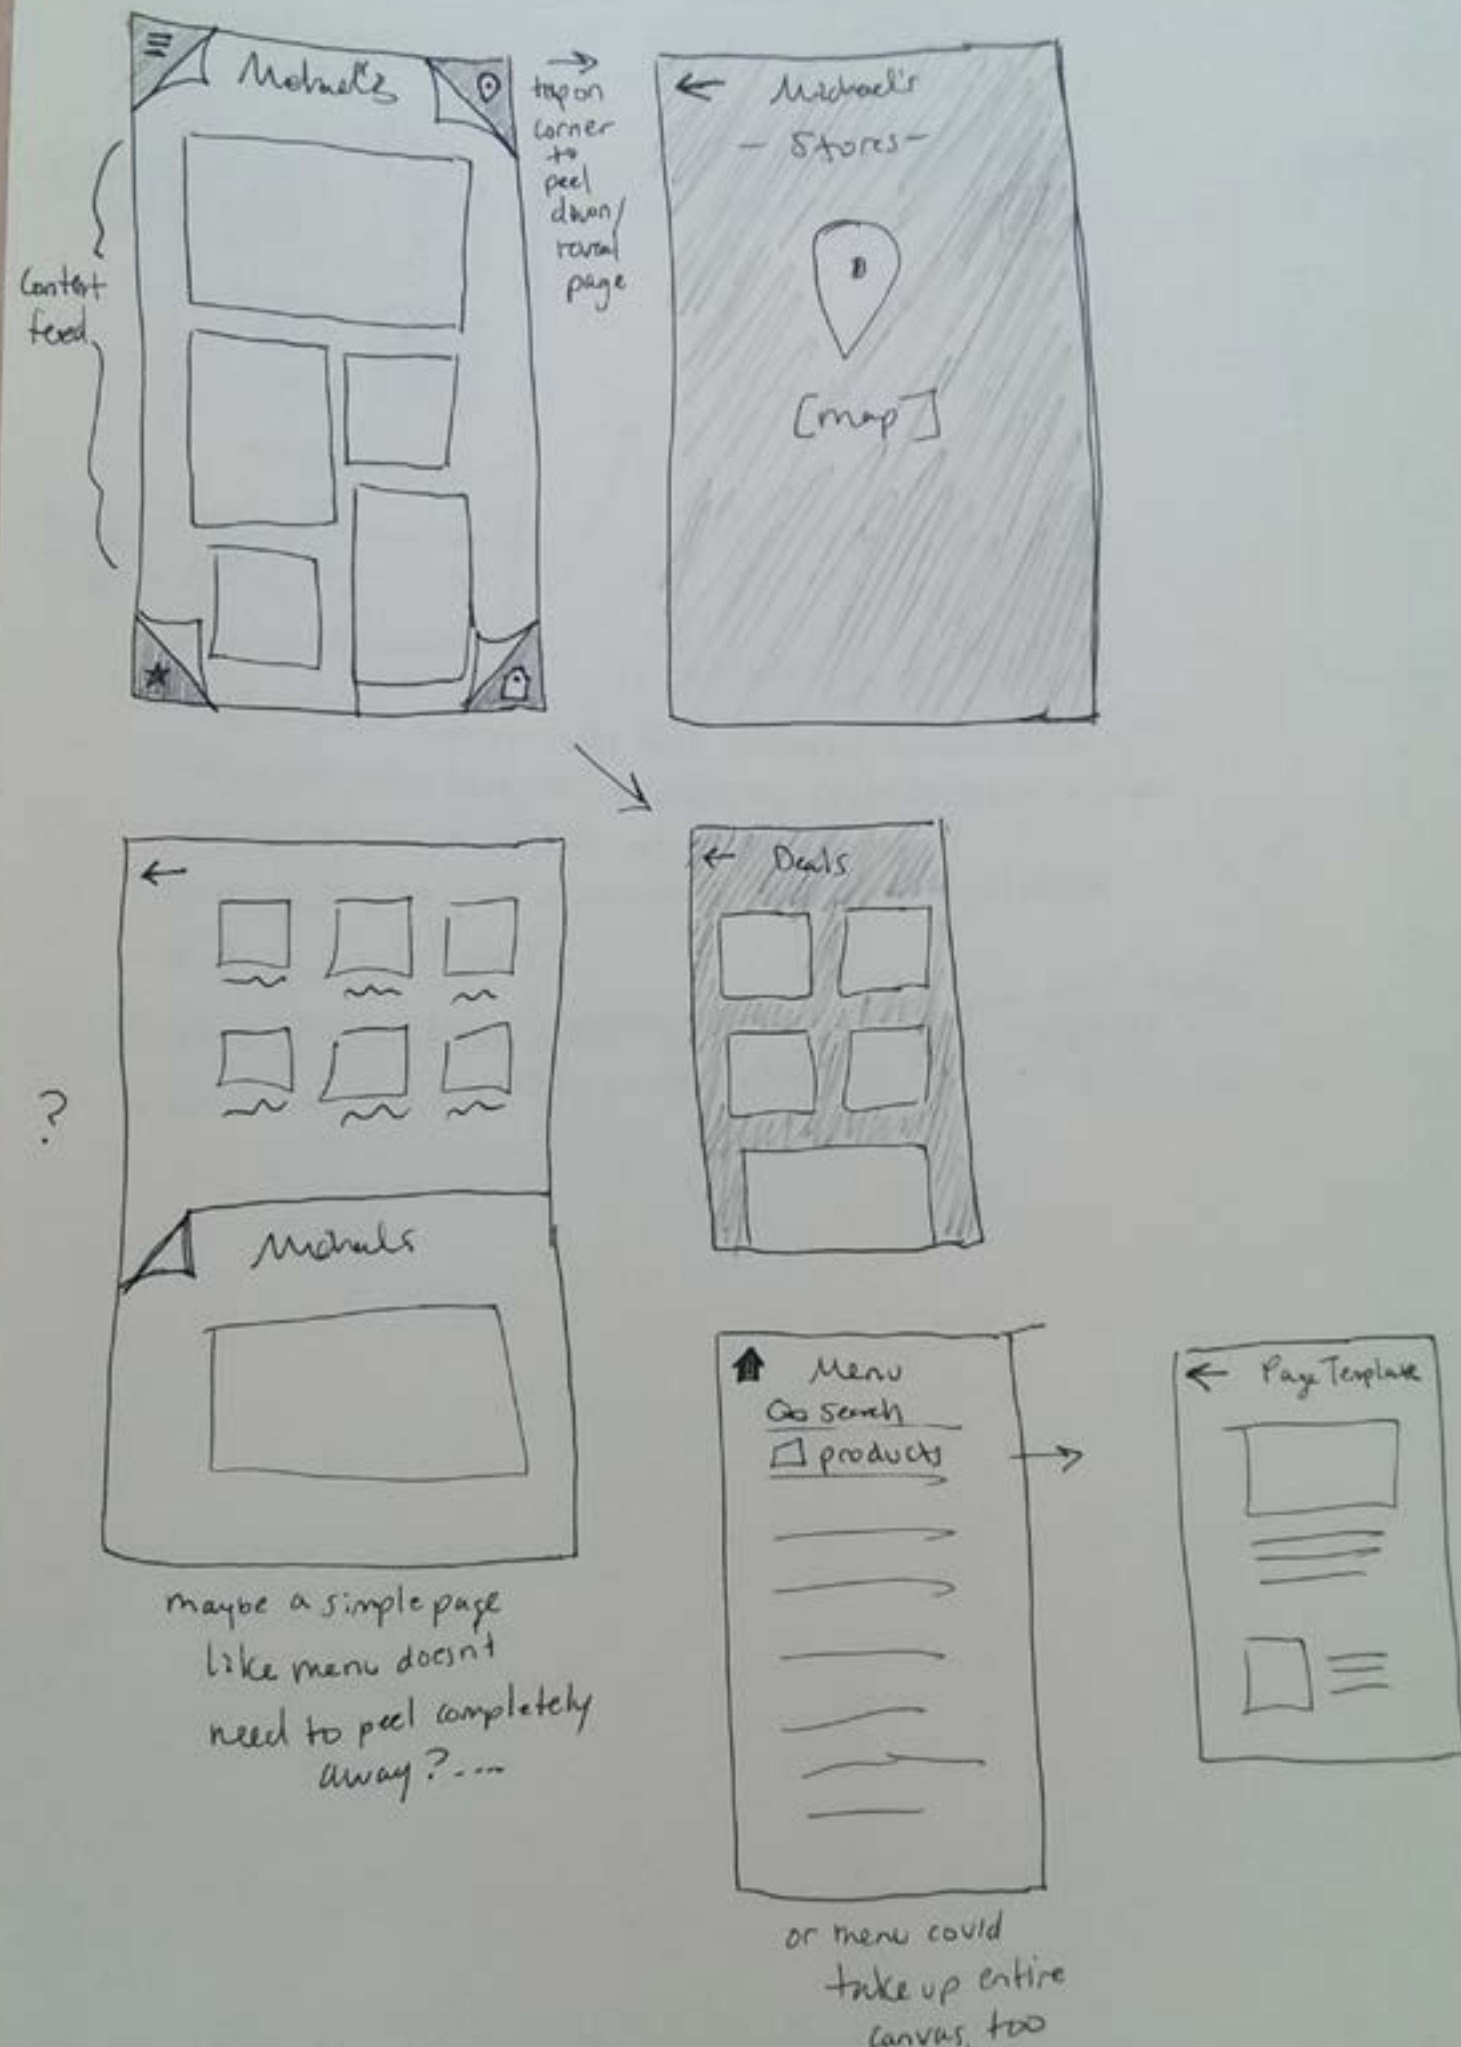 Michael's
Content
feed
tap on
corner
to
peel
down/
reveal
page
Michael's
- Stores -
[map]
Deals
?
Michaels
maybe a simple page
like menu doesnt
need to peel completely
away?....
Menu
search
products
or menu could
take up entire
canvas, too
Page Template